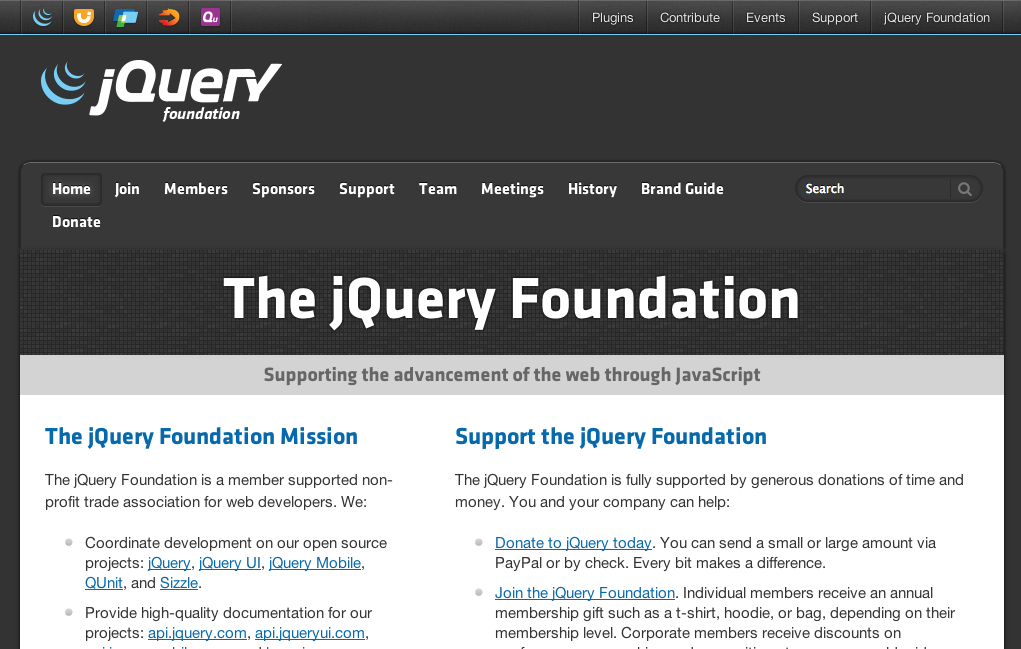 Qu
Plugins
Contribute
Events
Support
jQuery Foundation
jQuery
foundation
Home
Join
Members
Sponsors
Support
Team
Meetings
History
Brand Guide
Search
Donate
The jQuery Foundation
Supporting the advancement of the web through JavaScript
The jQuery Foundation Mission
The jQuery Foundation is a member supported non-
profit trade association for web developers. We:
Coordinate development on our open source
projects: jQuery, jQuery UI, jQuery Mobile,
QUnit, and Sizzle.
Provide high-quality documentation for our
projects: api.jquery.com, api.jqueryui.com,
Support the jQuery Foundation
The jQuery Foundation is fully supported by generous donations of time and
money. You and your company can help:
Donate to jQuery today. You can send a small or large amount via
PayPal or by check. Every bit makes a difference.
Join the jQuery Foundation. Individual members receive an annual
membership gift such as a t-shirt, hoodie, or bag, depending on their
membership level. Corporate members receive discounts on